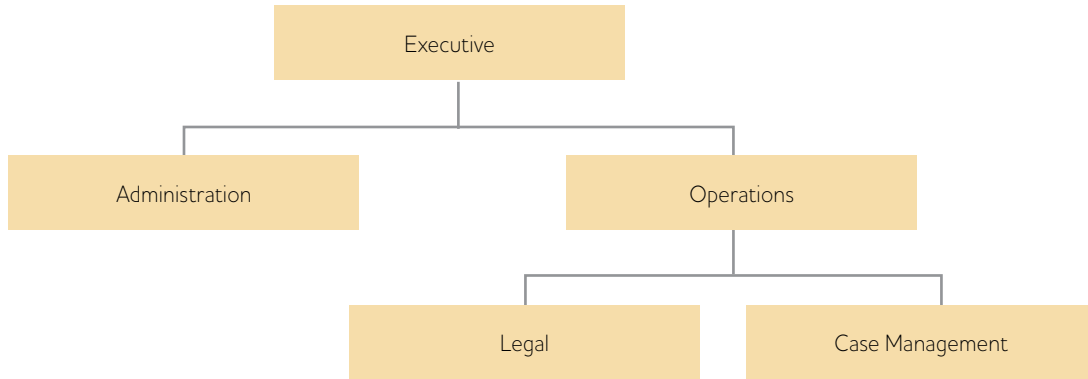 Executive
Administration
Operations
Legal
Case Management